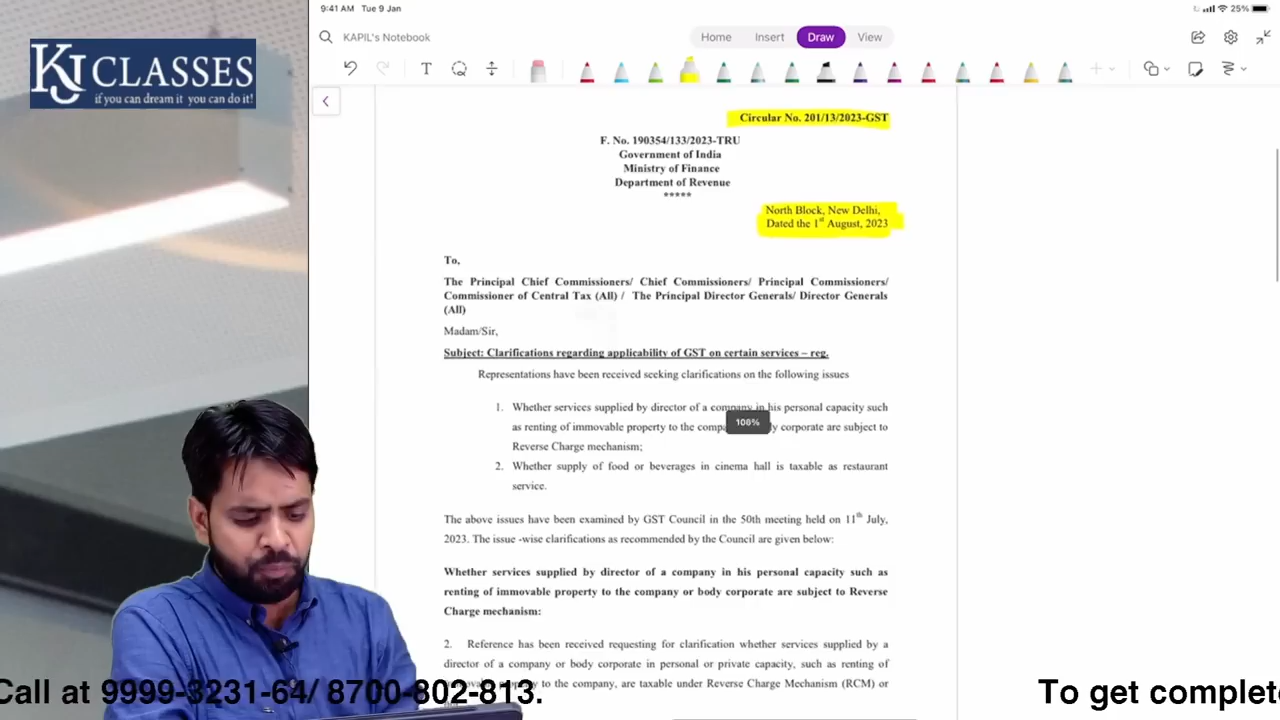 9:41 AM Tue 9 Jan
25%
KAPIL's Notebook
Home Insert Draw View
KJ CLASSES
if you can dream it you can do it!
Circular No. 201/13/2023-GST
F. No. 190354/133/2023-TRU
Government of India
Ministry of Finance
Department of Revenue
*****
North Block, New Delhi,
Dated the 1st August, 2023
To,
The Principal Chief Commissioners/ Chief Commissioners/ Principal Commissioners/
Commissioner of Central Tax (All) / The Principal Director Generals/ Director Generals
(All)
Madam/Sir,
Subject: Clarifications regarding applicability of GST on certain services – reg.
Representations have been received seeking clarifications on the following issues
1. Whether services supplied by director of a company in his personal capacity such
as renting of immovable property to the corporate are subject to
Reverse Charge mechanism;
106%
2. Whether supply of food or beverages in cinema hall is taxable as restaurant
service.
The above issues have been examined by GST Council in the 50th meeting held on 11th July,
2023. The issue -wise clarifications as recommended by the Council are given below:
Whether services supplied by director of a company in his personal capacity such as
renting of immovable property to the company or body corporate are subject to Reverse
Charge mechanism:
2. Reference has been received requesting for clarification whether services supplied by a
director of a company or body corporate in personal or private capacity, such as renting of
to the company, are taxable under Reverse Charge Mechanism (RCM) or
Call at 9999-3231-64/ 8700-802-813.
To get complet